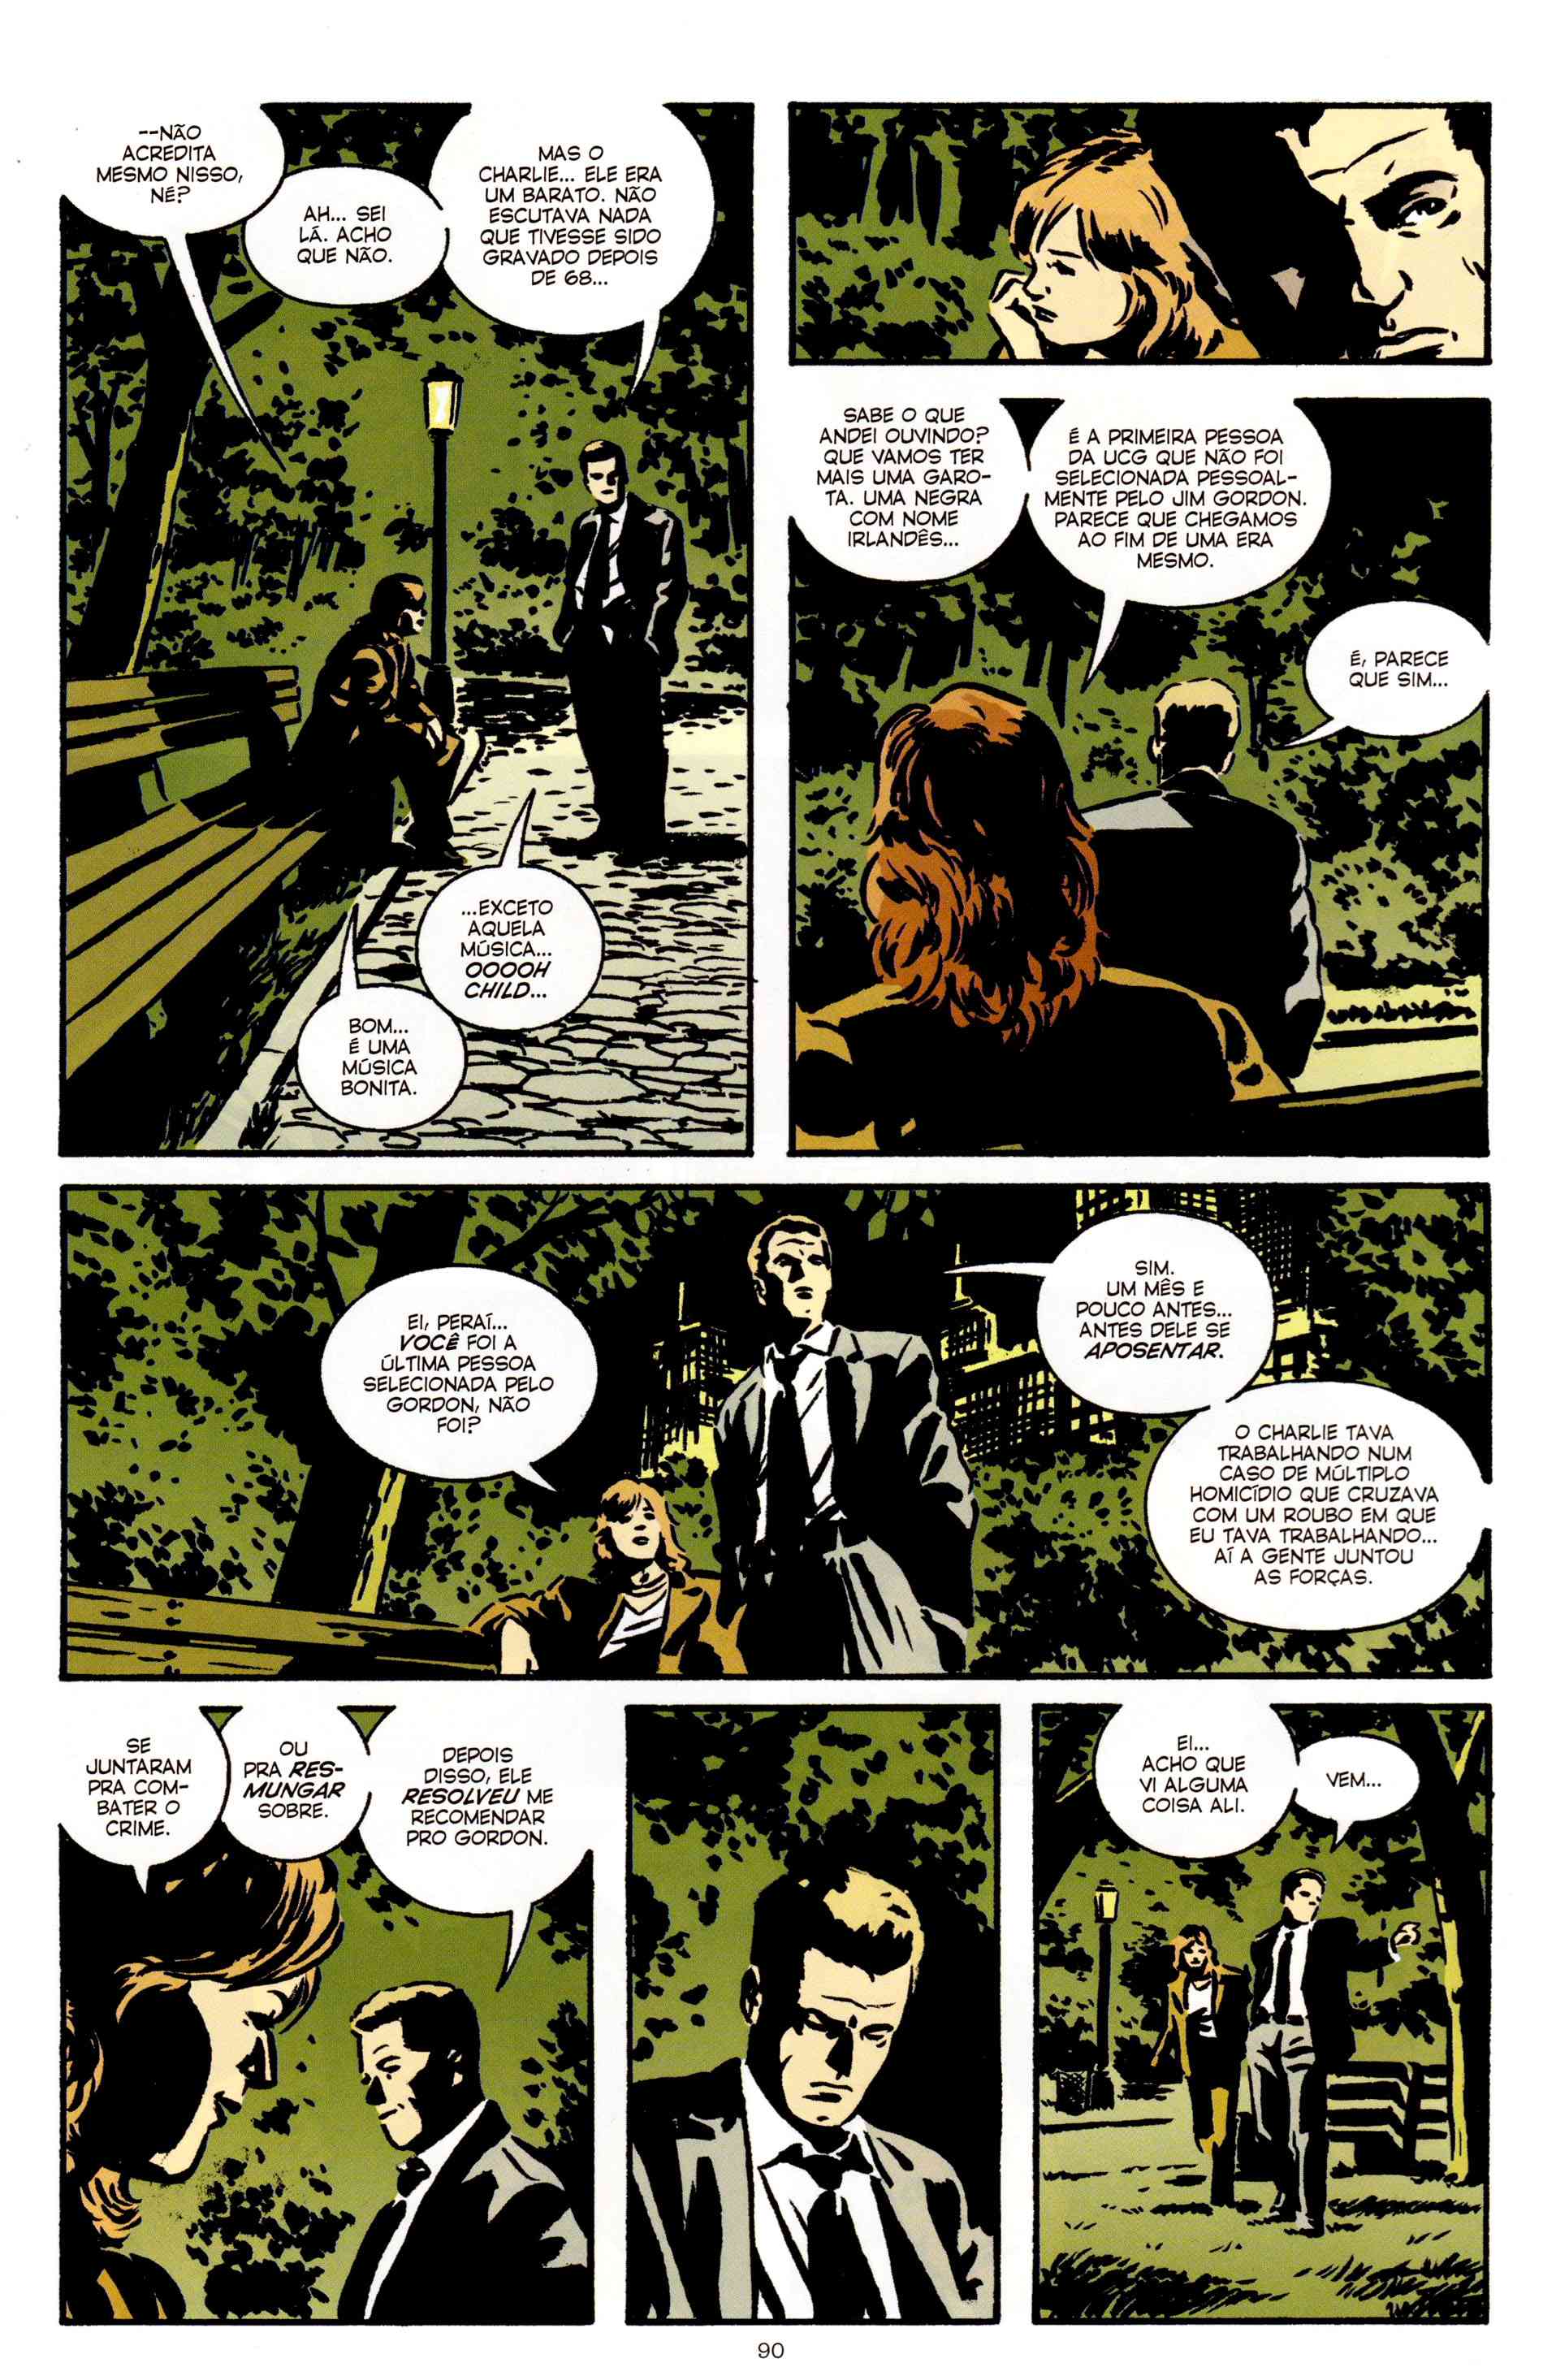 --NÃO
ACREDITA
MESMO NISSO,
NÉ?
AH... SEI
LÁ. ACHO
QUE NÃO.
MAS O
CHARLIE... ELE ERA
UM BARATO. NÃO
ESCUTAVA NADA
QUE TIVESSE SIDO
GRAVADO DEPOIS
DE 68...
...EXCETO
AQUELA
MÚSICA...
OOOOH
CHILD...
BOM...
É UMA
MÚSICA
BONITA.
SABE O QUE
ANDEI OUVINDO?
QUE VAMOS TER
MAIS UMA GARO-
TA. UMA NEGRA
COM NOME
IRLANDÊS...
É A PRIMEIRA PESSOA
DA UCG QUE NÃO FOI
SELECIONADA PESSOAL-
MENTE PELO JIM GORDON.
PARECE QUE CHEGAMOS
AO FIM DE UMA ERA
MESMO.
É, PARECE
QUE SIM...
EI, PERAÍ...
VOCÊ FOI A
ÚLTIMA PESSOA
SELECIONADA PELO
GORDON, NÃO
FOI?
SIM.
UM MÊS E
POUCO ANTES...
ANTES DELE SE
APOSENTAR.
O CHARLIE TAVA
TRABALHANDO NUM
CASO DE MÚLTIPLO
HOMICÍDIO QUE CRUZAVA
COM UM ROUBO EM QUE
EU TAVA TRABALHANDO...
AÍ A GENTE JUNTOU
AS FORÇAS.
SE
JUNTARAM
PRA COM-
BATER O
CRIME.
OU
PRA RES-
MUNGAR
SOBRE.
DEPOIS
DISSO, ELE
RESOLVEU ME
RECOMENDAR
PRO GORDON.
EI...
ACHO QUE
VI ALGUMA
COISA ALI.
VEM...
90